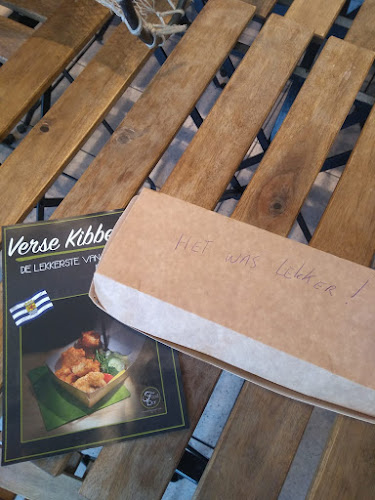 Verse Kibbe
DE LEKKERSTE VAN
HET WAS LEKKER!